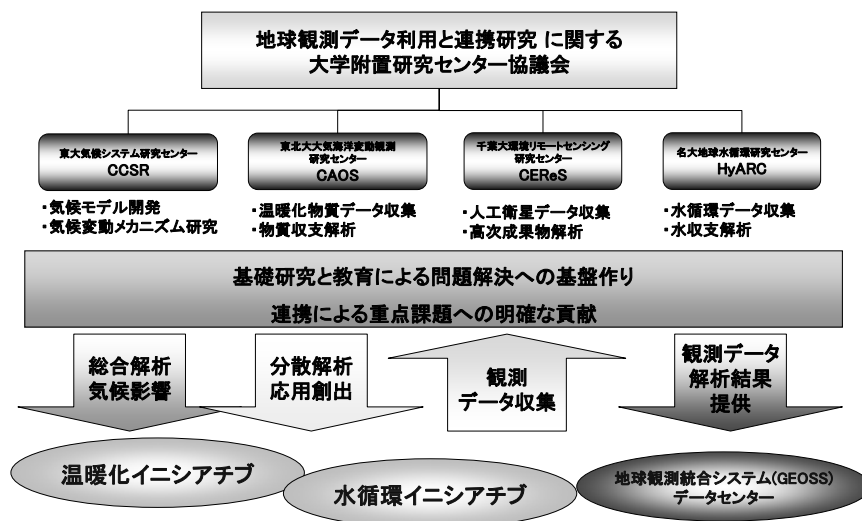 地球観測データ利用と連携研究 に関する
大学附置研究センター協議会
東大気候システム研究センター
CCSR
東北大大気海洋変動観測
研究センター
CAOS
千葉大環境リモートセンシング
研究センター
CEReS
名大地球水循環研究センター
HyARC
・気候モデル開発
・気候変動メカニズム研究
・温暖化物質データ収集
・物質収支解析
・人工衛星データ収集
・高次成果物解析
・水循環データ収集
・水収支解析
基礎研究と教育による問題解決への基盤作り
連携による重点課題への明確な貢献
総合解析
気候影響
分散解析
応用創出
観測
データ収集
観測データ
解析結果
提供
温暖化イニシアチブ
水循環イニシアチブ
地球観測統合システム(GEOSS)
データセンター